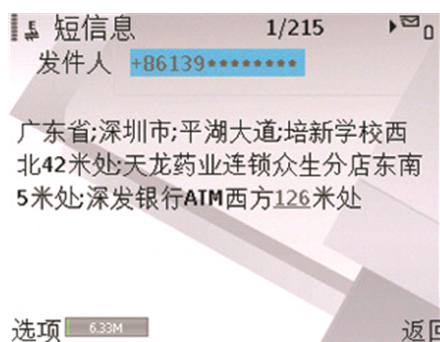 短信息 1/215
发件人 +86139********
广东省;深圳市;平湖大道;培新学校西
北42米处;天龙药业连锁众生分店东南
5米处;深发银行ATM西方126米处
选项 6.33M 返回